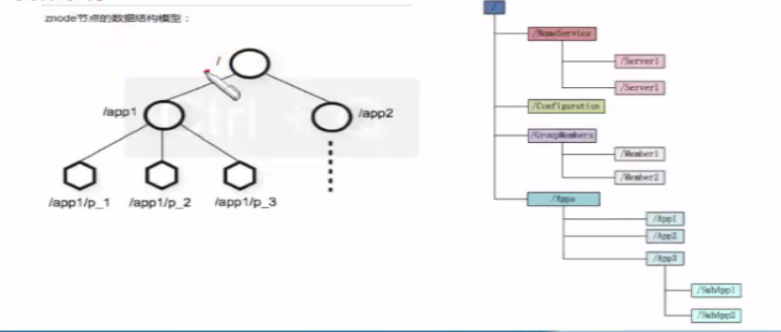 znode节点的数据结构模型：
/
/app1
/app2
/app1/p_1
/app1/p_2
/app1/p_3
/
/NameService
/Server1
/Server1
/Configuration
/GroupMembers
/Member1
/Member2
/Apps
/App1
/App2
/App3
/SubApp1
/SubApp2